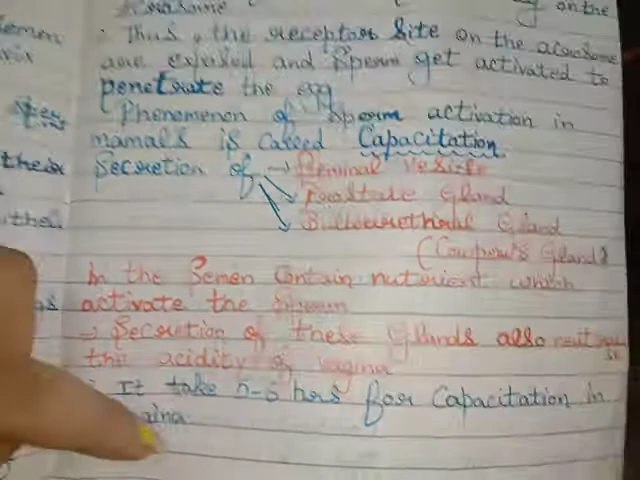 on the
Thus, the receptor Site on the acrosome
are exposed and Sperm get activated to
penetrate the egg
Phenomenon of Sperm activation in
mamals is called Capacitation
Secretion of → Seminal Vesicle
Prostate Gland
Bulbourethral Gland
(Cowper's Gland)
In the Semen Contain nutrient which
activate the Sperm
→ Secretion of these Glands also
the acidity of vagina
It take 5-6 hrs for Capacitation in
their